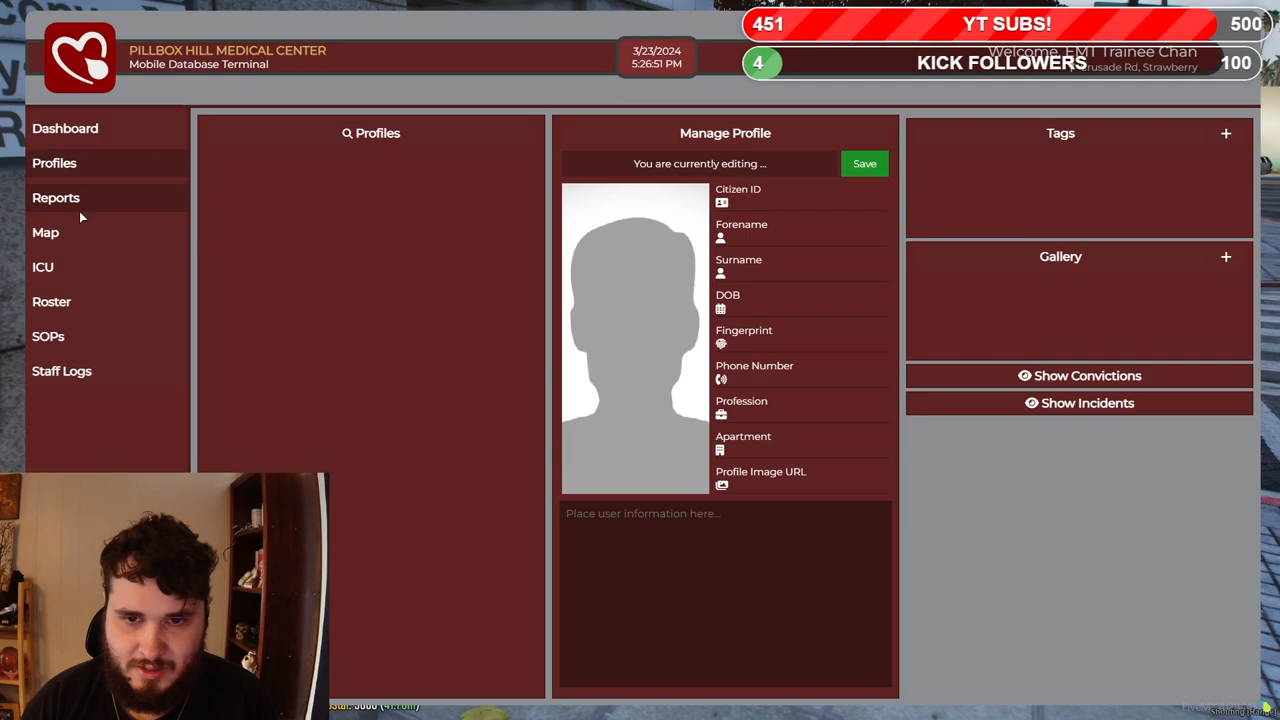 451 YT SUBS! 500
PILLBOX HILL MEDICAL CENTER
Mobile Database Terminal
3/23/2024
5:26:51 PM
Welcome, EMT Trainee Chan
Crusade Rd, Strawberry
4 KICK FOLLOWERS 100
Dashboard
Profiles
Reports
Map
ICU
Roster
SOPs
Staff Logs
Profiles
Manage Profile
You are currently editing ...
Save
Citizen ID
Forename
Surname
DOB
Fingerprint
Phone Number
Profession
Apartment
Profile Image URL
Place user information here...
Tags +
Gallery +
Show Convictions
Show Incidents